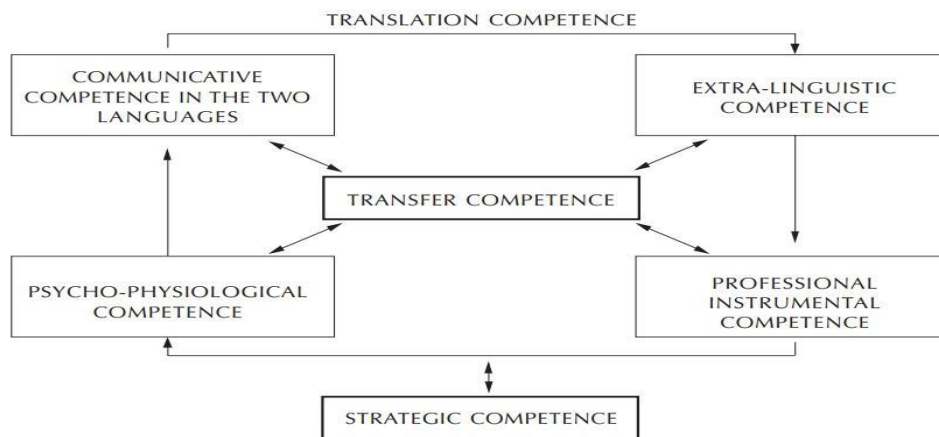 TRANSLATION COMPETENCE
COMMUNICATIVE
COMPETENCE IN THE TWO
LANGUAGES
EXTRA-LINGUISTIC
COMPETENCE
TRANSFER COMPETENCE
PSYCHO-PHYSIOLOGICAL
COMPETENCE
PROFESSIONAL
INSTRUMENTAL
COMPETENCE
STRATEGIC COMPETENCE